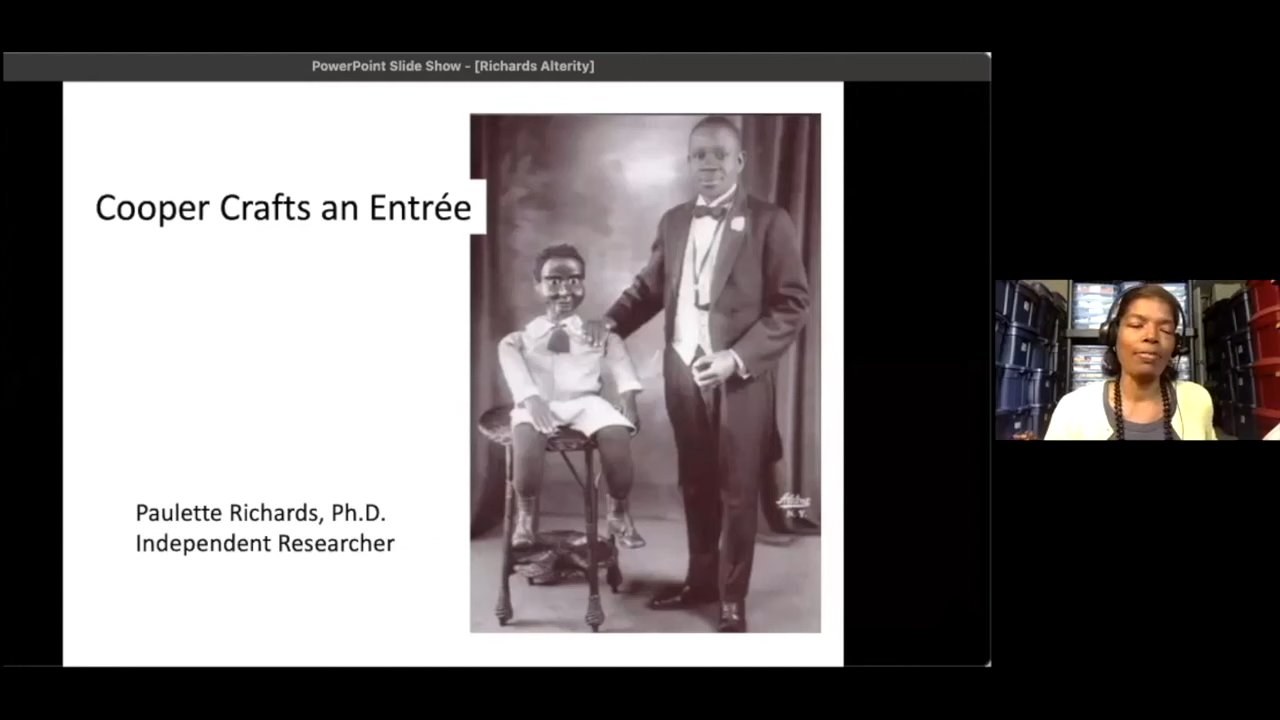 PowerPoint Slide Show - [Richards Alterity]
Cooper Crafts an Entrée
Paulette Richards, Ph.D.
Independent Researcher
N.Y.